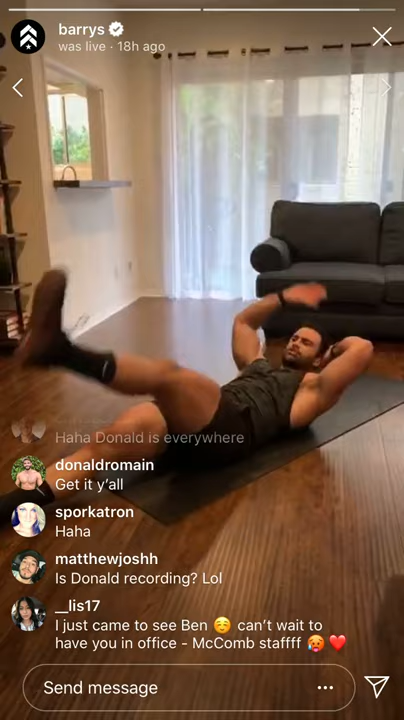 barrys
was live · 18h ago
Haha Donald is everywhere
donaldromain
Get it y'all
sporkatron
Haha
matthewjoshh
Is Donald recording? Lol
__lis17
I just came to see Ben ☺️ can't wait to
have you in office - McComb staffff 🥵❤️
Send message